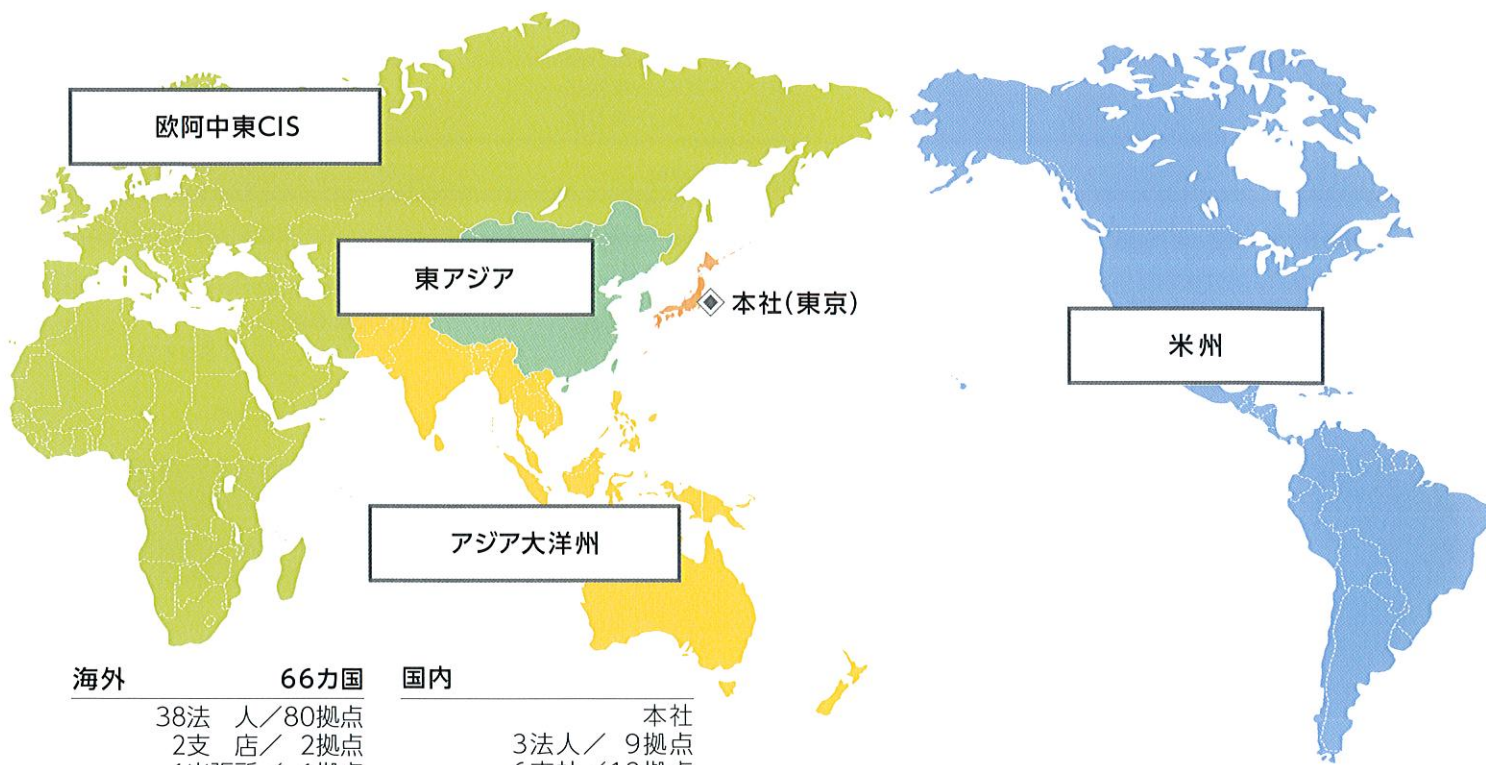 欧阿中東CIS
東アジア
本社(東京)
米州
アジア大洋州
海外 66カ国
38法 人/80拠点
2支 店/ 2拠点
国内
本社
3法人/ 9拠点